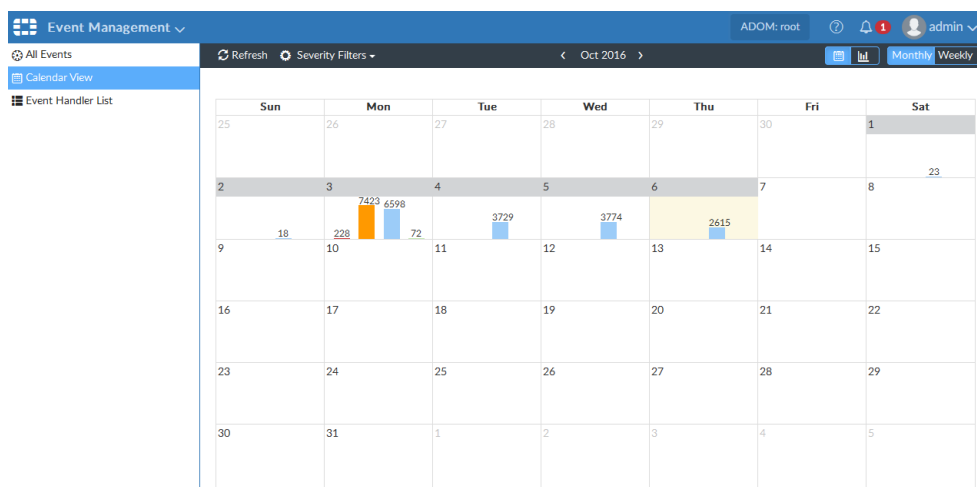 Event Management
ADOM: root
1
admin
All Events
Calendar View
Event Handler List
Refresh
Severity Filters
Oct 2016
Monthly Weekly
Sun Mon Tue Wed Thu Fri Sat
25 26 27 28 29 30 1
23
2 3 4 5 6 7 8
18 228 7423 6598 72 3729 3774 2615
9 10 11 12 13 14 15
16 17 18 19 20 21 22
23 24 25 26 27 28 29
30 31 1 2 3 4 5